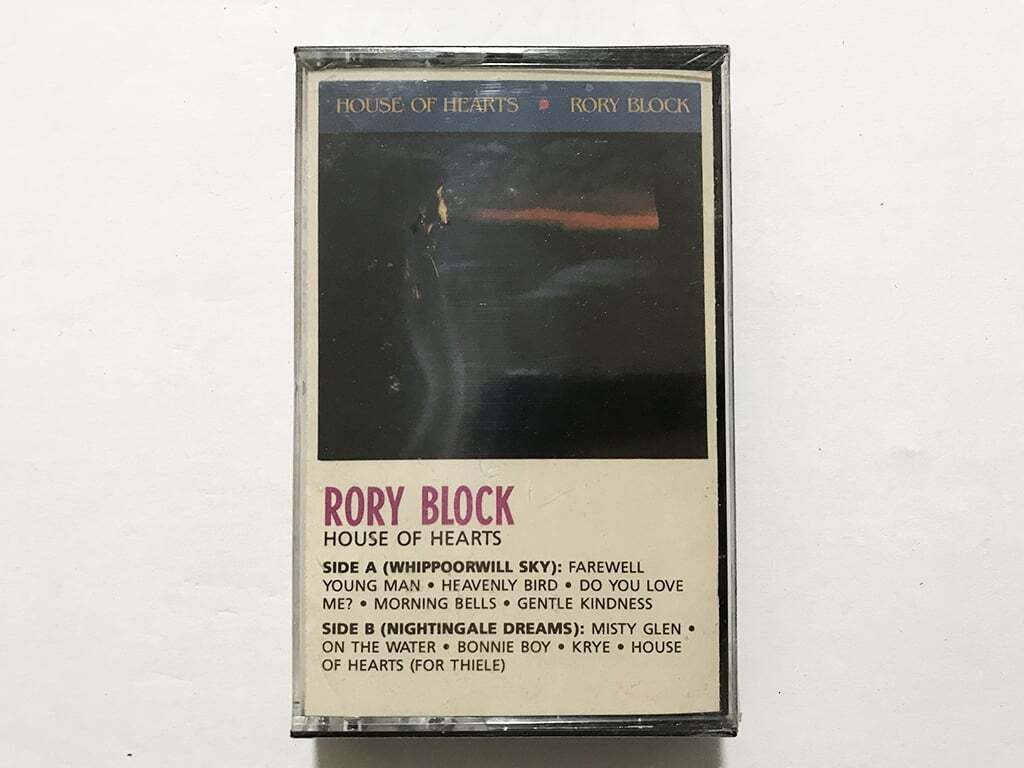 HOUSE OF HEARTS ▪ RORY BLOCK
RORY BLOCK
HOUSE OF HEARTS
SIDE A (WHIPPOORWILL SKY): FAREWELL
YOUNG MAN • HEAVENLY BIRD • DO YOU LOVE
ME? • MORNING BELLS • GENTLE KINDNESS
SIDE B (NIGHTINGALE DREAMS): MISTY GLEN •
ON THE WATER • BONNIE BOY • KRYE • HOUSE
OF HEARTS (FOR THIELE)